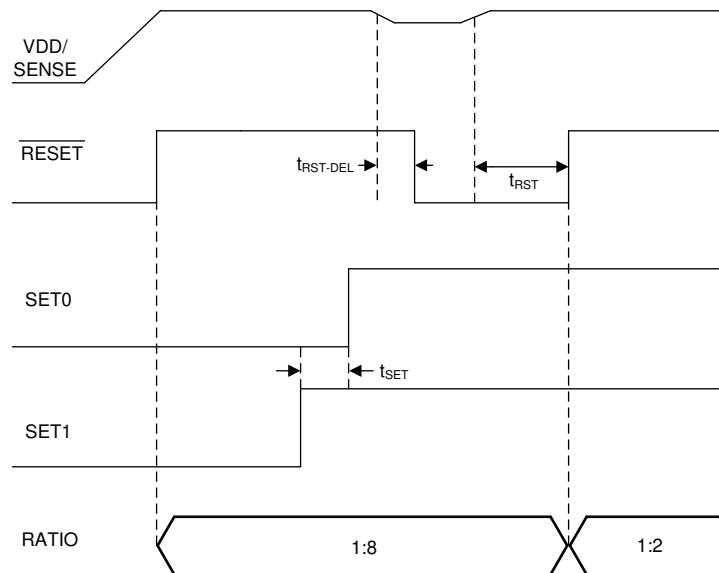 VDD/
SENSE
RESET
tRST-DEL
tRST
SET0
tSET
SET1
RATIO
1:8
1:2